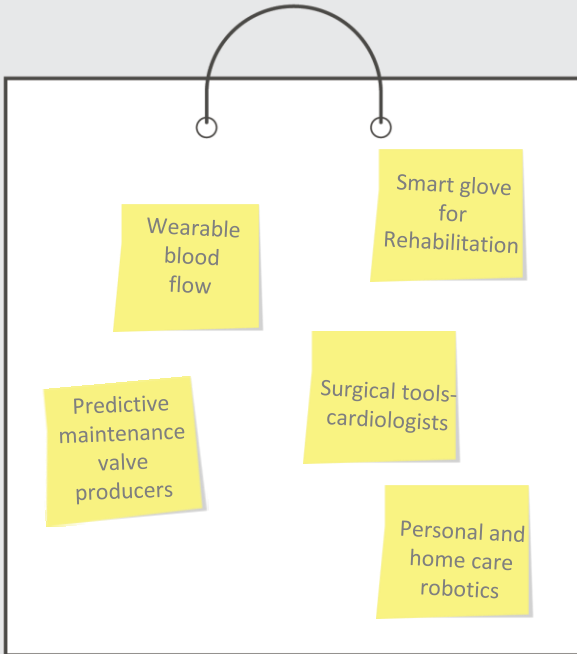 Smart glove
for
Rehabilitation
Wearable
blood
flow
Surgical tools-
cardiologists
Predictive
maintenance
valve
producers
Personal and
home care
robotics